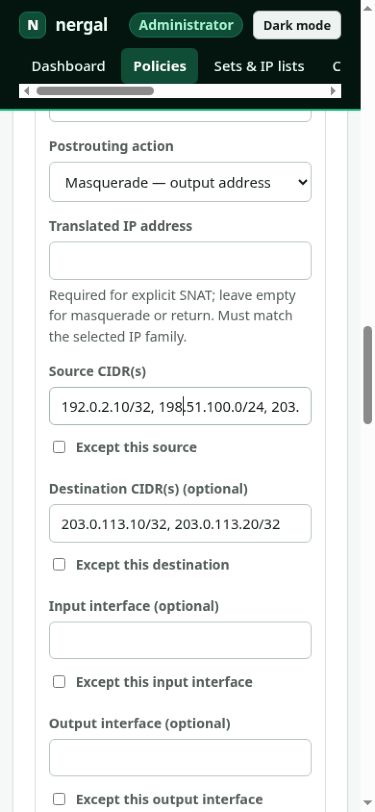 N nergal Administrator Dark mode
Dashboard Policies Sets & IP lists C
Postrouting action
Masquerade — output address
Translated IP address
Required for explicit SNAT; leave empty
for masquerade or return. Must match
the selected IP family.
Source CIDR(s)
192.0.2.10/32, 198.51.100.0/24, 203.
Except this source
Destination CIDR(s) (optional)
203.0.113.10/32, 203.0.113.20/32
Except this destination
Input interface (optional)
Except this input interface
Output interface (optional)
Except this output interface